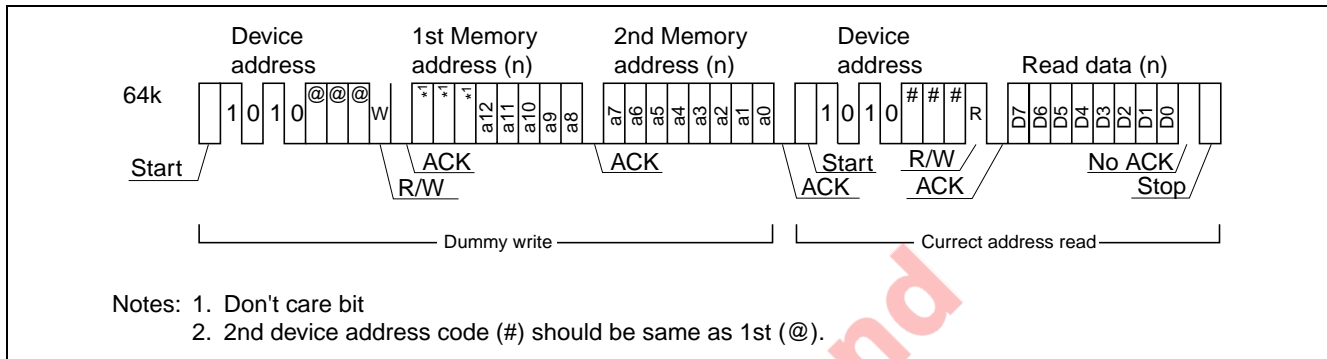 Device address
1st Memory address (n)
2nd Memory address (n)
Device address
Read data (n)
64k
1 0 1 0 @ @ @ W
*1 *1 *1 a12 a11 a10 a9 a8
a7 a6 a5 a4 a3 a2 a1 a0
1 0 1 0 # # # R
D7 D6 D5 D4 D3 D2 D1 D0
Start
R/W
ACK
ACK
ACK
Start
R/W
ACK
No ACK
Stop
Dummy write
Currect address read
Notes: 1. Don't care bit
2. 2nd device address code (#) should be same as 1st (@).